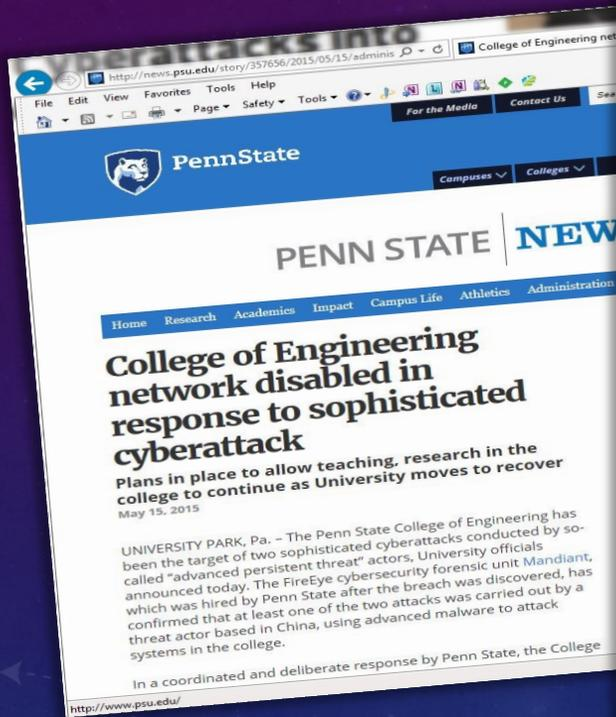 yberattacks into
http://news.psu.edu/story/357656/2015/05/15/adminis
College of Engineering net
File Edit View Favorites Tools Help
Page Safety Tools
For the Media Contact Us Sea
PennState
Campuses Colleges
PENN STATE NEW
Home Research Academics Impact Campus Life Athletics Administration
College of Engineering
network disabled in
response to sophisticated
cyberattack
Plans in place to allow teaching, research in the
college to continue as University moves to recover
May 15, 2015
UNIVERSITY PARK, Pa. – The Penn State College of Engineering has
been the target of two sophisticated cyberattacks conducted by so-
called “advanced persistent threat” actors, University officials
announced today. The FireEye cybersecurity forensic unit Mandiant,
which was hired by Penn State after the breach was discovered, has
confirmed that at least one of the two attacks was carried out by a
threat actor based in China, using advanced malware to attack
systems in the college.
In a coordinated and deliberate response by Penn State, the College
http://www.psu.edu/